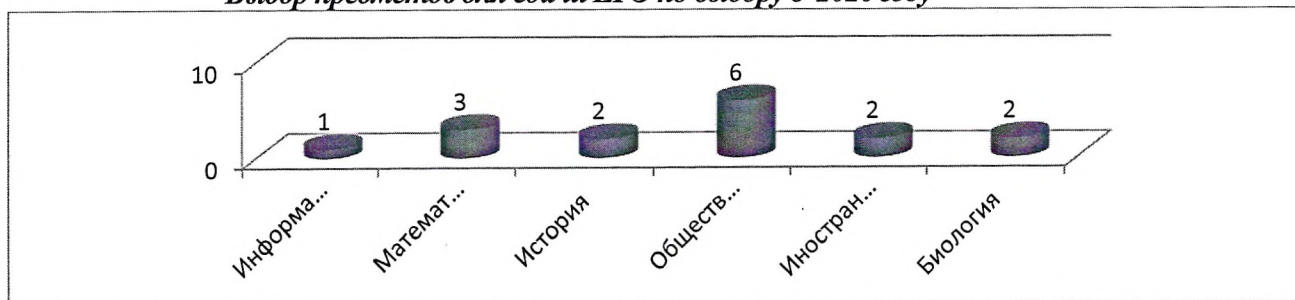 10
0
1
3
2
6
2
2
Информа...
Математ...
История
Обществ...
Иностран...
Биология